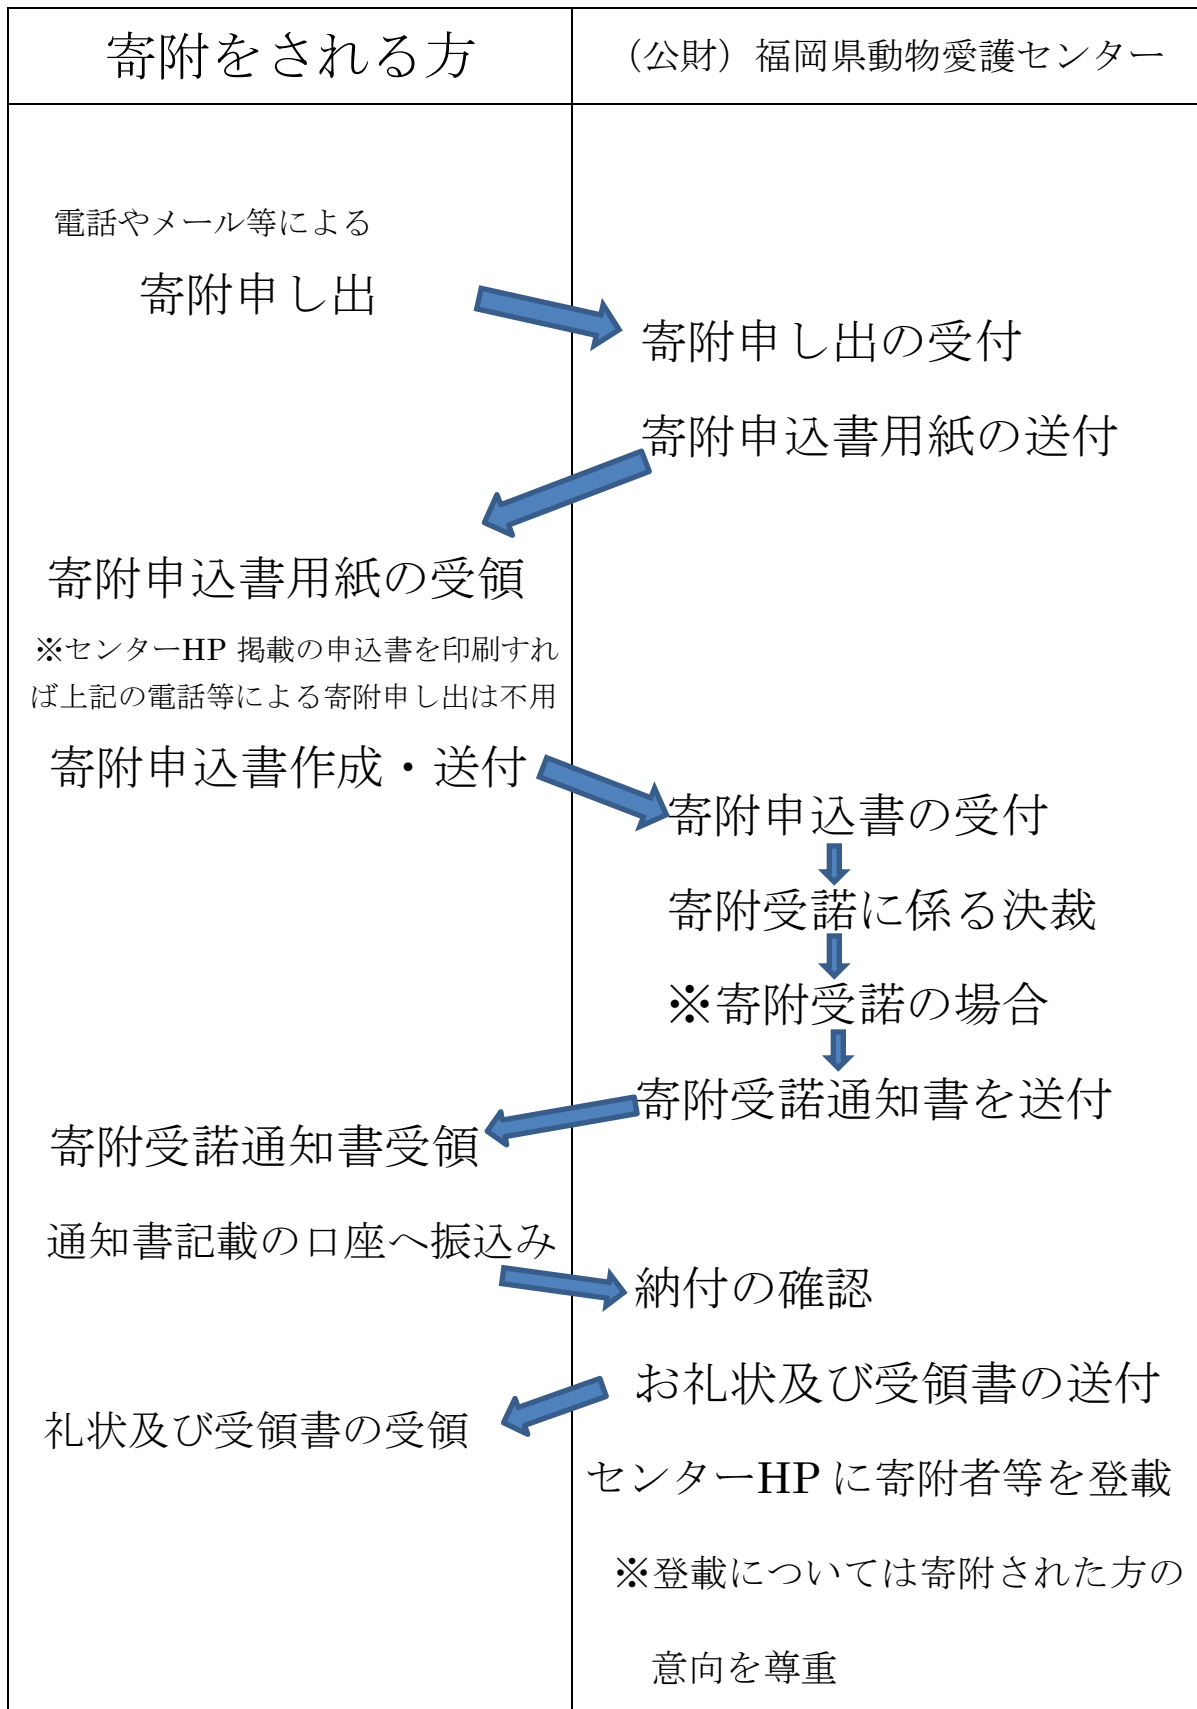 寄附をされる方
（公財）福岡県動物愛護センター
電話やメール等による
寄附申し出
寄附申し出の受付
寄附申込書用紙の送付
寄附申込書用紙の受領
※センターHP 掲載の申込書を印刷すれ
ば上記の電話等による寄附申し出は不用
寄附申込書作成・送付
寄附申込書の受付
寄附受諾に係る決裁
※寄附受諾の場合
寄附受諾通知書を送付
寄附受諾通知書受領
通知書記載の口座へ振込み
納付の確認
お礼状及び受領書の送付
礼状及び受領書の受領
センターHP に寄附者等を登載
※登載については寄附された方の
意向を尊重